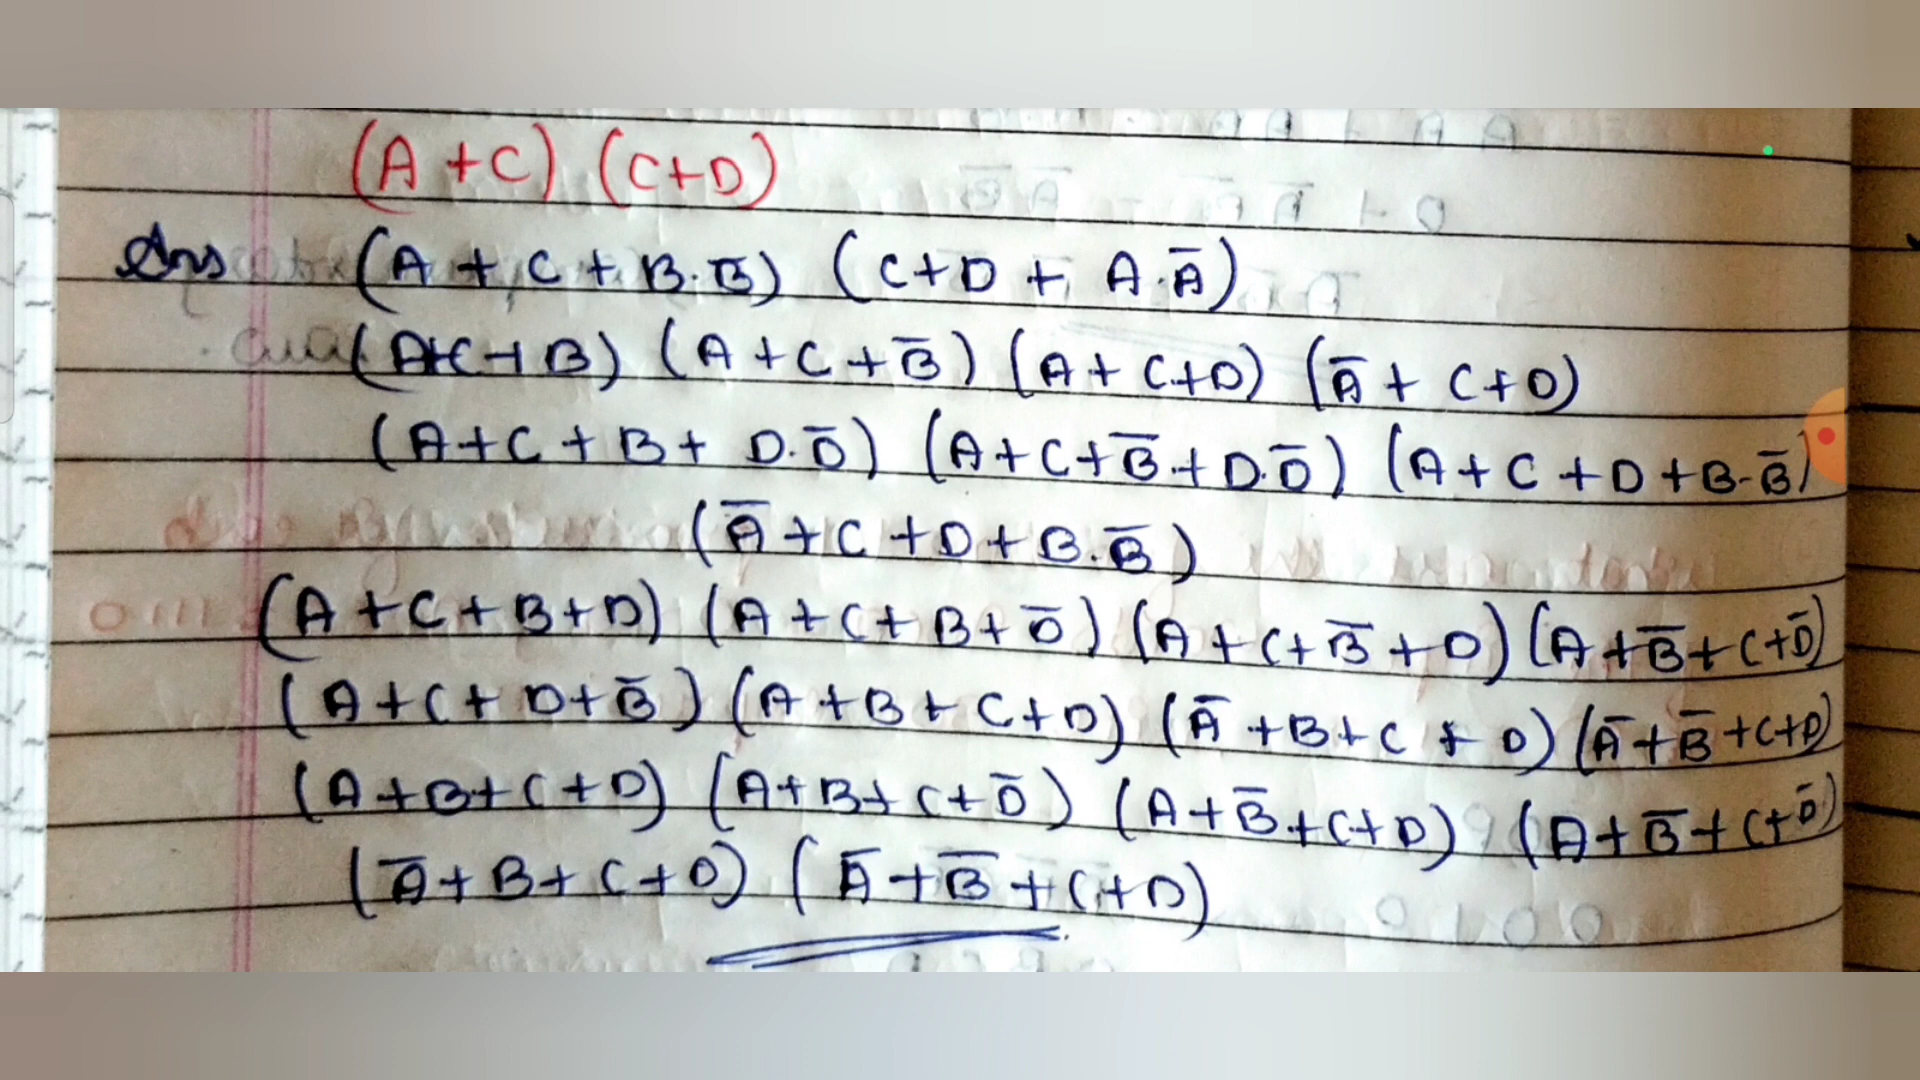 (A+C) (C+D)
Ans (A + C + B.B̅) (C+D + A.A̅)
(A+C+B) (A+C+B̅) (A+C+D) (A̅+C+D)
(A+C+B+D.D̅) (A+C+B̅+D.D̅) (A+C+D+B.B̅)
(A̅+C+D+B.B̅)
(A+C+B+D) (A+C+B+D̅) (A+C+B̅+D) (A+B̅+C+D̅)
(A+C+D+B̅) (A+B+C+D) (A̅+B+C+D) (A̅+B̅+C+D)
(A+B+C+D) (A+B+C+D̅) (A+B̅+C+D) (A+B̅+C+D̅)
(A̅+B+C+D) (A̅+B̅+C+D)